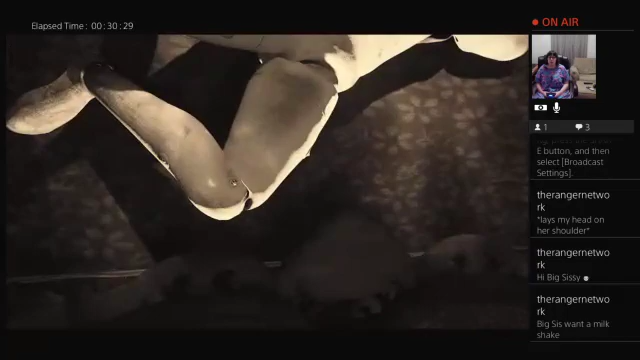 Elapsed Time : 00 : 30 : 29
ON AIR
1
3
E button, and then
select [Broadcast
Settings].
therangernetwo
rk
*lays my head on
her shoulder*
therangernetwo
rk
Hi Big Sissy
therangernetwo
rk
Big Sis want a milk
shake